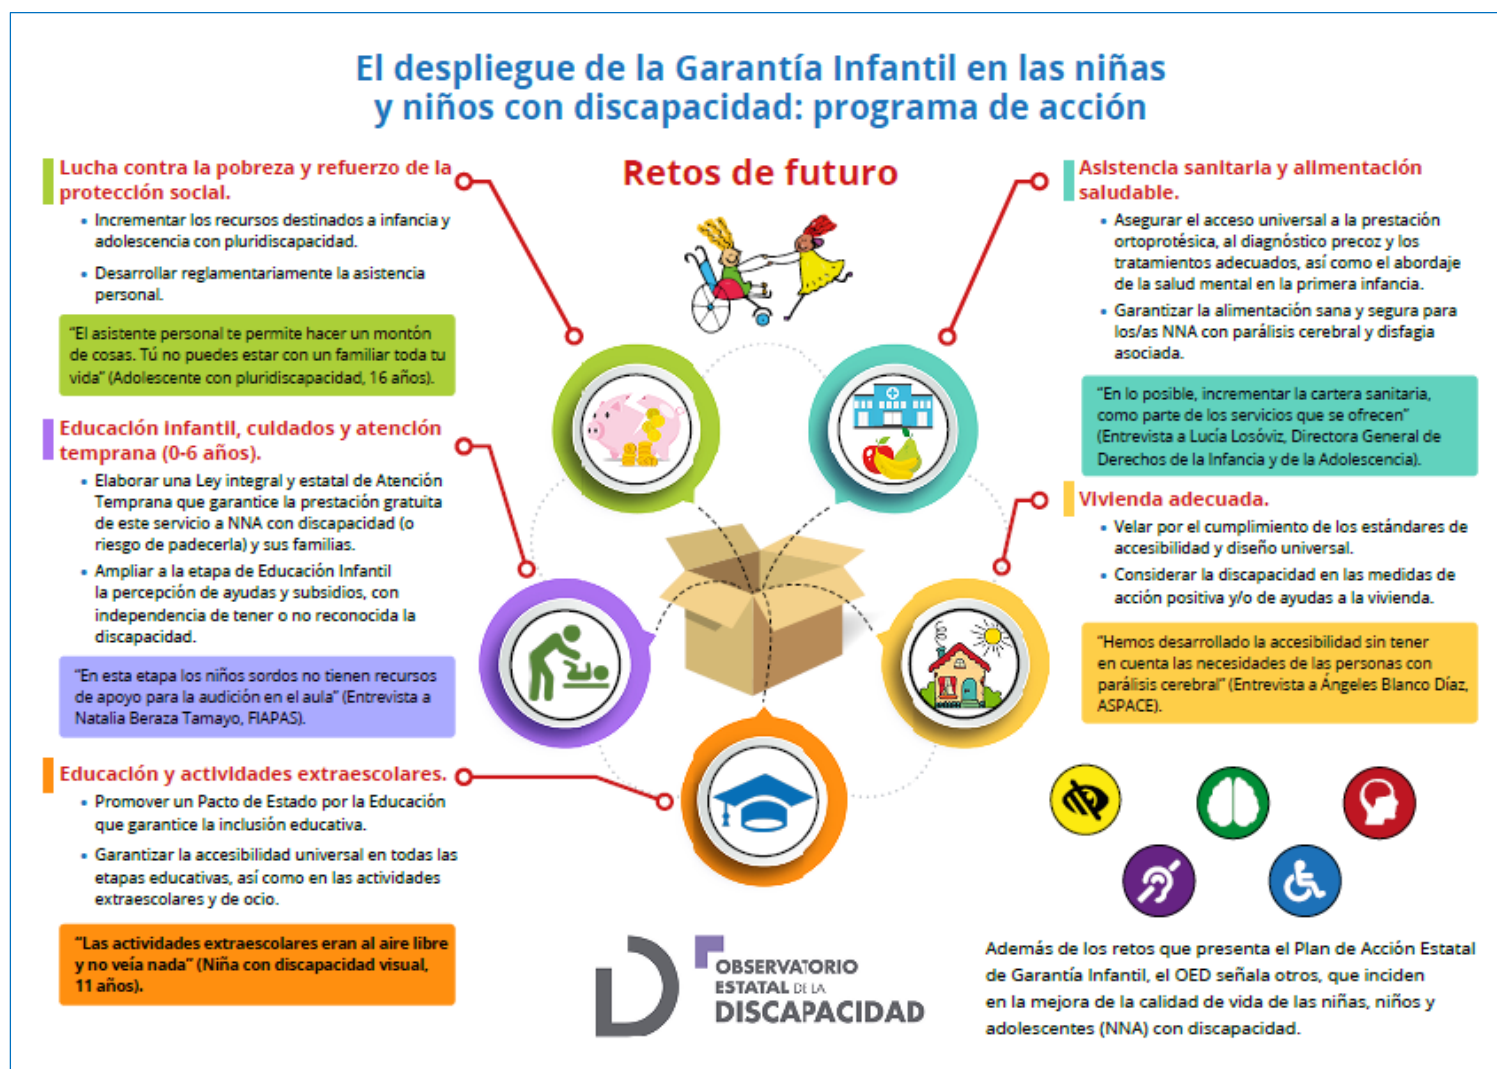 El despliegue de la Garantía Infantil en las niñas
y niños con discapacidad: programa de acción
Retos de futuro
Lucha contra la pobreza y refuerzo de la
protección social.
• Incrementar los recursos destinados a infancia y
adolescencia con pluridiscapacidad.
• Desarrollar reglamentariamente la asistencia
personal.
“El asistente personal te permite hacer un montón
de cosas. Tú no puedes estar con un familiar toda tu
vida” (Adolescente con pluridiscapacidad, 16 años).
Educación infantil, cuidados y atención
temprana (0-6 años).
• Elaborar una Ley integral y estatal de Atención
Temprana que garantice la prestación gratuita
de este servicio a NNA con discapacidad (o
riesgo de padecerla) y sus familias.
• Ampliar a la etapa de Educación Infantil
la percepción de ayudas y subsidios, con
independencia de tener o no reconocida la
discapacidad.
“En esta etapa los niños sordos no tienen recursos
de apoyo para la audición en el aula” (Entrevista a
Natalia Beraza Tamayo, FIAPAS).
Educación y actividades extraescolares.
• Promover un Pacto de Estado por la Educación
que garantice la inclusión educativa.
• Garantizar la accesibilidad universal en todas las
etapas educativas, así como en las actividades
extraescolares y de ocio.
“Las actividades extraescolares eran al aire libre
y no veía nada” (Niña con discapacidad visual,
11 años).
Asistencia sanitaria y alimentación
saludable.
• Asegurar el acceso universal a la prestación
ortoprotésica, al diagnóstico precoz y los
tratamientos adecuados, así como el abordaje
de la salud mental en la primera infancia.
• Garantizar la alimentación sana y segura para
los/as NNA con parálisis cerebral y disfagia
asociada.
“En lo posible, incrementar la cartera sanitaria,
como parte de los servicios que se ofrecen”
(Entrevista a Lucía Losóviz, Directora General de
Derechos de la Infancia y de la Adolescencia).
Vivienda adecuada.
• Velar por el cumplimiento de los estándares de
accesibilidad y diseño universal.
• Considerar la discapacidad en las medidas de
acción positiva y/o de ayudas a la vivienda.
“Hemos desarrollado la accesibilidad sin tener
en cuenta las necesidades de las personas con
parálisis cerebral” (Entrevista a Ángeles Blanco Díaz,
ASPACE).
OBSERVATORIO
ESTATAL DE LA
DISCAPACIDAD
Además de los retos que presenta el Plan de Acción Estatal
de Garantía Infantil, el OED señala otros, que inciden
en la mejora de la calidad de vida de las niñas, niños y
adolescentes (NNA) con discapacidad.